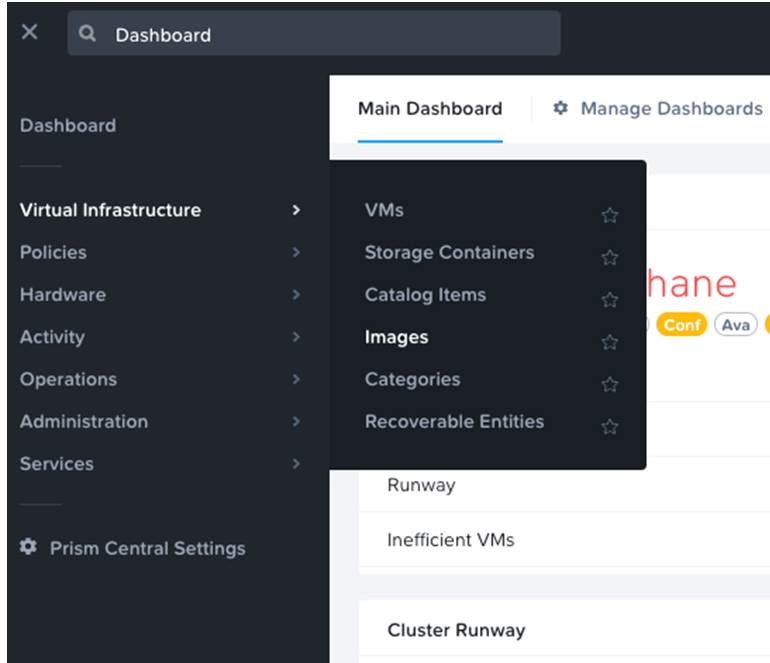 Dashboard
Dashboard
Main Dashboard
Manage Dashboards
Virtual Infrastructure
Policies
Hardware
Activity
Operations
Administration
Services
Prism Central Settings
VMs
Storage Containers
Catalog Items
Images
Categories
Recoverable Entities
hane
Conf
Ava
Runway
Inefficient VMs
Cluster Runway